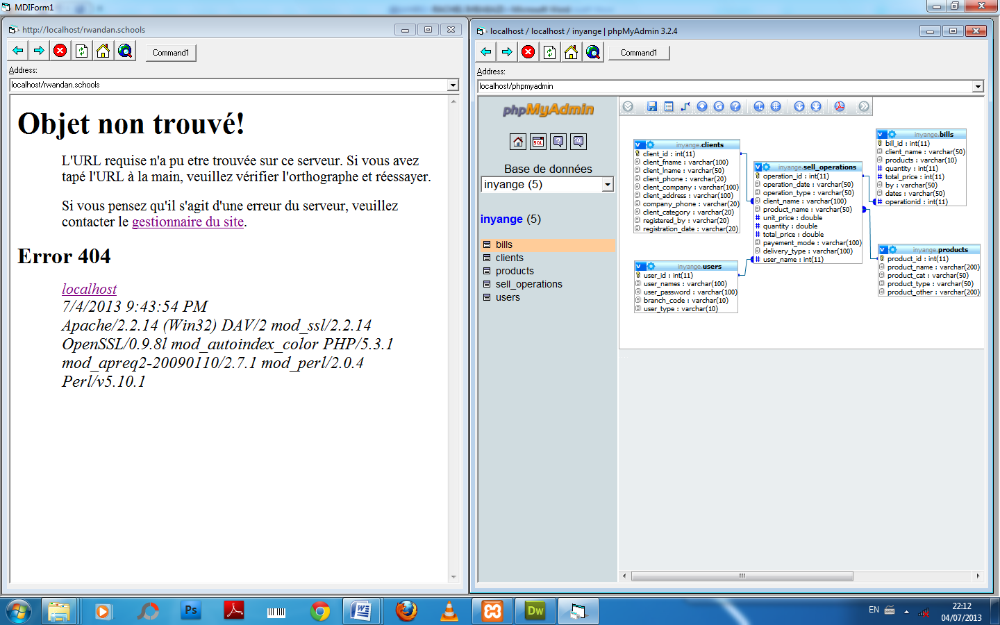 MDIForm1
http://localhost/rwandan.schools
Command1
Address:
localhost/rwandan.schools
Objet non trouvé!
L'URL requise n'a pu etre trouvée sur ce serveur. Si vous avez
tapé l'URL à la main, veuillez vérifier l'orthographe et réessayer.
Si vous pensez qu'il s'agit d'une erreur du serveur, veuillez
contacter le gestionnaire du site.
Error 404
localhost
7/4/2013 9:43:54 PM
Apache/2.2.14 (Win32) DAV/2 mod_ssl/2.2.14
OpenSSL/0.9.8l mod_autoindex_color PHP/5.3.1
mod_apreq2-20090110/2.7.1 mod_perl/2.0.4
Perl/v5.10.1
localhost / localhost / inyange | phpMyAdmin 3.2.4
Command1
Address:
localhost/phpmyadmin
phpMyAdmin
SQL
SQL
Base de données
inyange (5)
inyange (5)
bills
clients
products
sell_operations
users
inyange.clients
client_id : int(11)
client_fname : varchar(100)
client_lname : varchar(50)
client_phone : varchar(20)
client_company : varchar(100)
client_address : varchar(100)
company_phone : varchar(20)
client_category : varchar(20)
registered_by : varchar(20)
registration_date : varchar(20)
inyange.users
user_id : int(11)
user_names : varchar(100)
user_password : varchar(100)
branch_code : varchar(10)
user_type : varchar(10)
inyange.sell_operations
operation_id : int(11)
operation_date : varchar(50)
operation_type : varchar(50)
client_name : varchar(100)
product_name : varchar(50)
unit_price : double
quantity : double
total_price : double
payement_mode : varchar(100)
delivery_type : varchar(100)
user_name : int(11)
inyange.bills
bill_id : int(11)
client_name : varchar(50)
products : varchar(10)
quantity : int(11)
total_price : int(11)
by : varchar(50)
dates : varchar(50)
operationid : int(11)
inyange.products
product_id : int(11)
product_name : varchar(200)
product_cat : varchar(50)
product_type : varchar(50)
product_other : varchar(200)
Ps
Dw
EN
22:12
04/07/2013